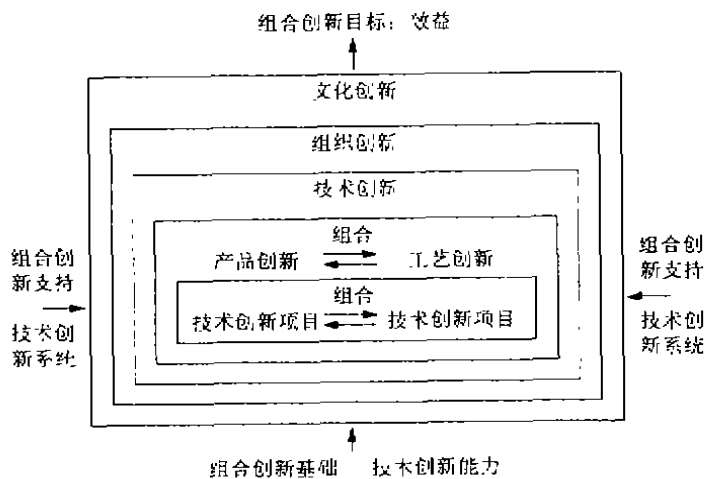 组合创新目标：效益
文化创新
组织创新
技术创新
组合
产品创新 工艺创新
组合
技术创新项目 技术创新项目
组合创
新支持
技术创
新系统
组合创
新支持
技术创
新系统
组合创新基础 技术创新能力